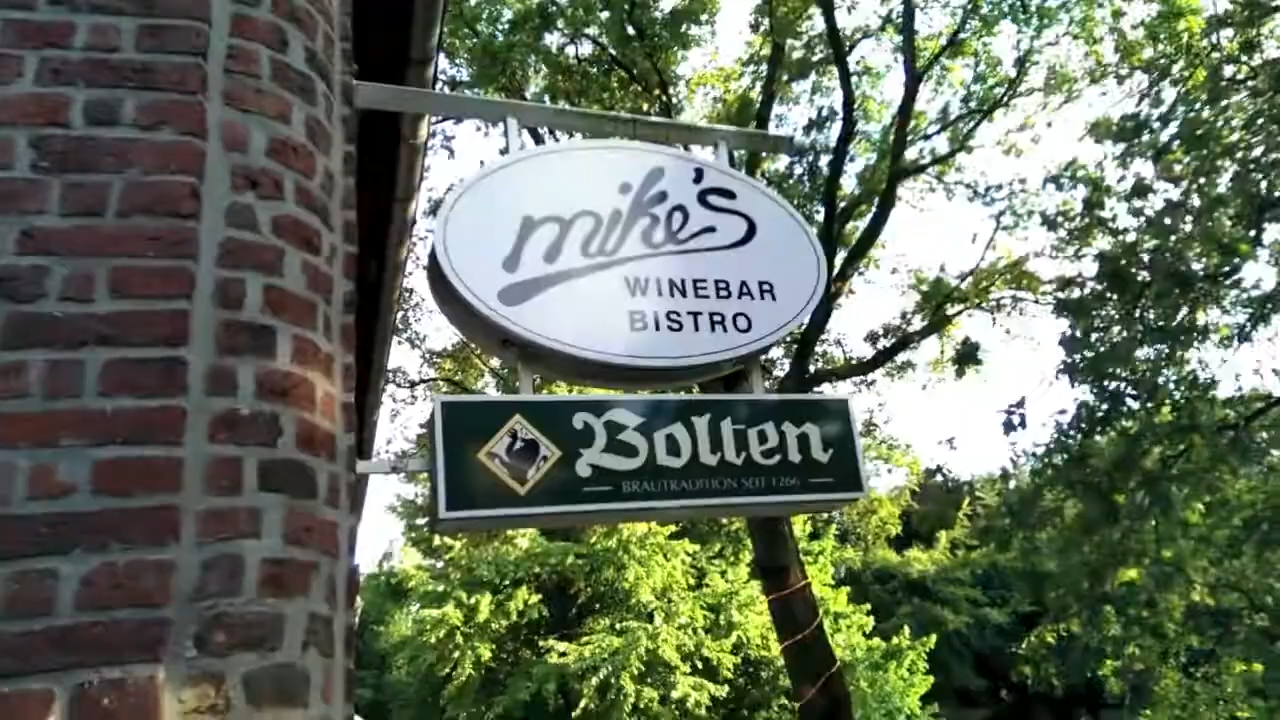 mike's
WINEBAR
BISTRO
Bolten
BRAUTRADITION SEIT 1266